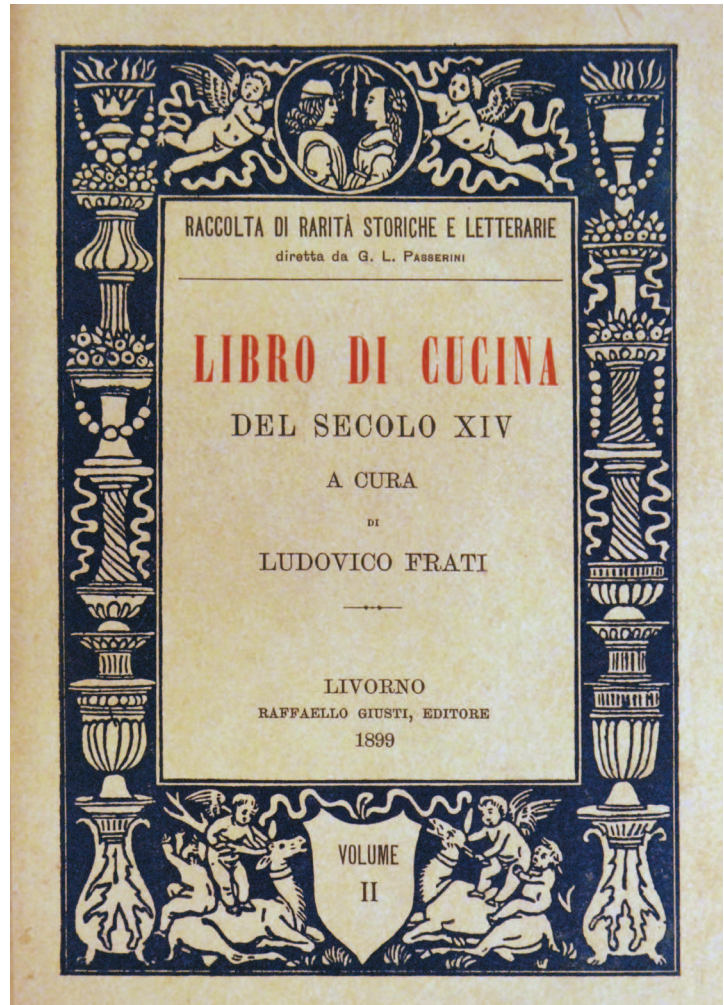 RACCOLTA DI RARITÀ STORICHE E LETTERARIE
diretta da G. L. PASSERINI
LIBRO DI CUCINA
DEL SECOLO XIV
A CURA
DI
LUDOVICO FRATI
LIVORNO
RAFFAELLO GIUSTI, EDITORE
1899
VOLUME
II